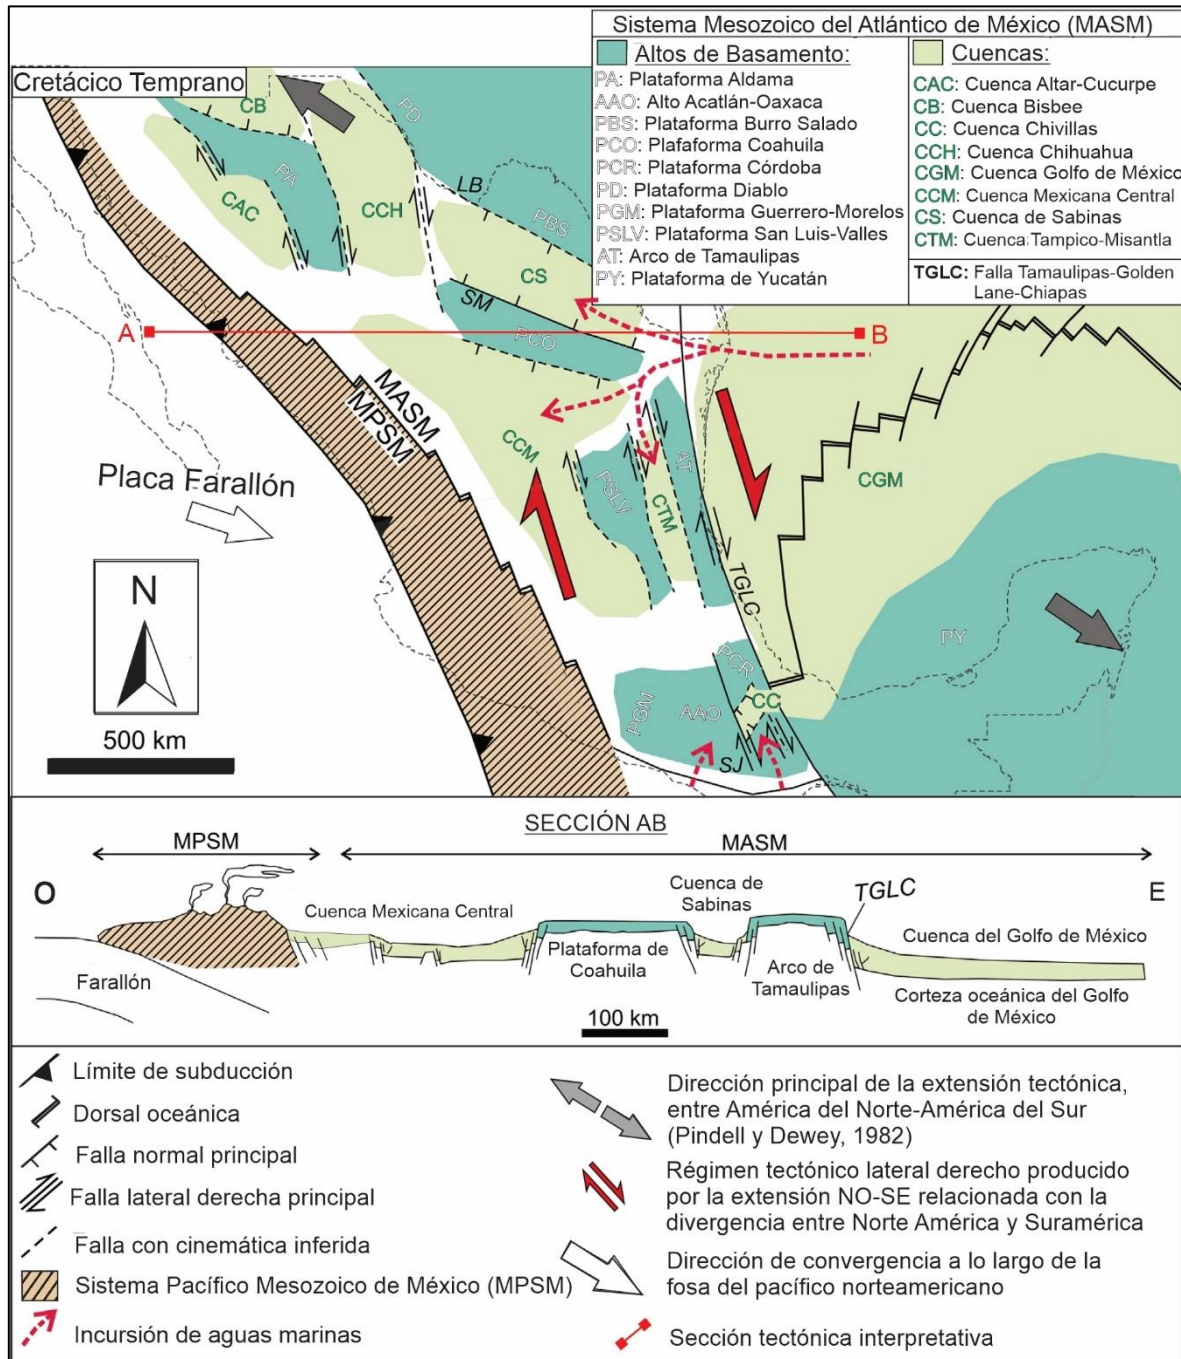 Sistema Mesozoico del Atlántico de México (MASM)
Altos de Basamento:
PA: Plataforma Aldama
AAO: Alto Acatlán-Oaxaca
PBS: Plataforma Burro Salado
PCO: Plafaforma Coahuila
PCR: Plataforma Córdoba
PD: Plataforma Diablo
PGM: Plataforma Guerrero-Morelos
PSLV: Plataforma San Luis-Valles
AT: Arco de Tamaulipas
PY: Plataforma de Yucatán
Cuencas:
CAC: Cuenca Altar-Cucurpe
CB: Cuenca Bisbee
CC: Cuenca Chivillas
CCH: Cuenca Chihuahua
CGM: Cuenca Golfo de México
CCM: Cuenca Mexicana Central
CS: Cuenca de Sabinas
CTM: Cuenca Tampico-Misantla
TGLC: Falla Tamaulipas-Golden
Lane-Chiapas
Cretácico Temprano
CB
PD
PA
LB
CAC
CCH
PBS
CS
SM
A
PCO
B
MASM
MPSM
CCM
AT
PSLV
CTM
CGM
Placa Farallón
TGLC
N
PY
PCR
CC
PGM
AAO
SJ
500 km
SECCIÓN AB
MPSM
MASM
O
E
Cuenca Mexicana Central
Cuenca de
Sabinas
TGLC
Plataforma de
Coahuila
Arco de
Tamaulipas
Cuenca del Golfo de México
Farallón
Corteza oceánica del Golfo
de México
100 km
Límite de subducción
Dorsal oceánica
Falla normal principal
Falla lateral derecha principal
Falla con cinemática inferida
Sistema Pacífico Mesozoico de México (MPSM)
Incursión de aguas marinas
Dirección principal de la extensión tectónica,
entre América del Norte-América del Sur
(Pindell y Dewey, 1982)
Régimen tectónico lateral derecho producido
por la extensión NO-SE relacionada con la
divergencia entre Norte América y Suramérica
Dirección de convergencia a lo largo de la
fosa del pacífico norteamericano
Sección tectónica interpretativa